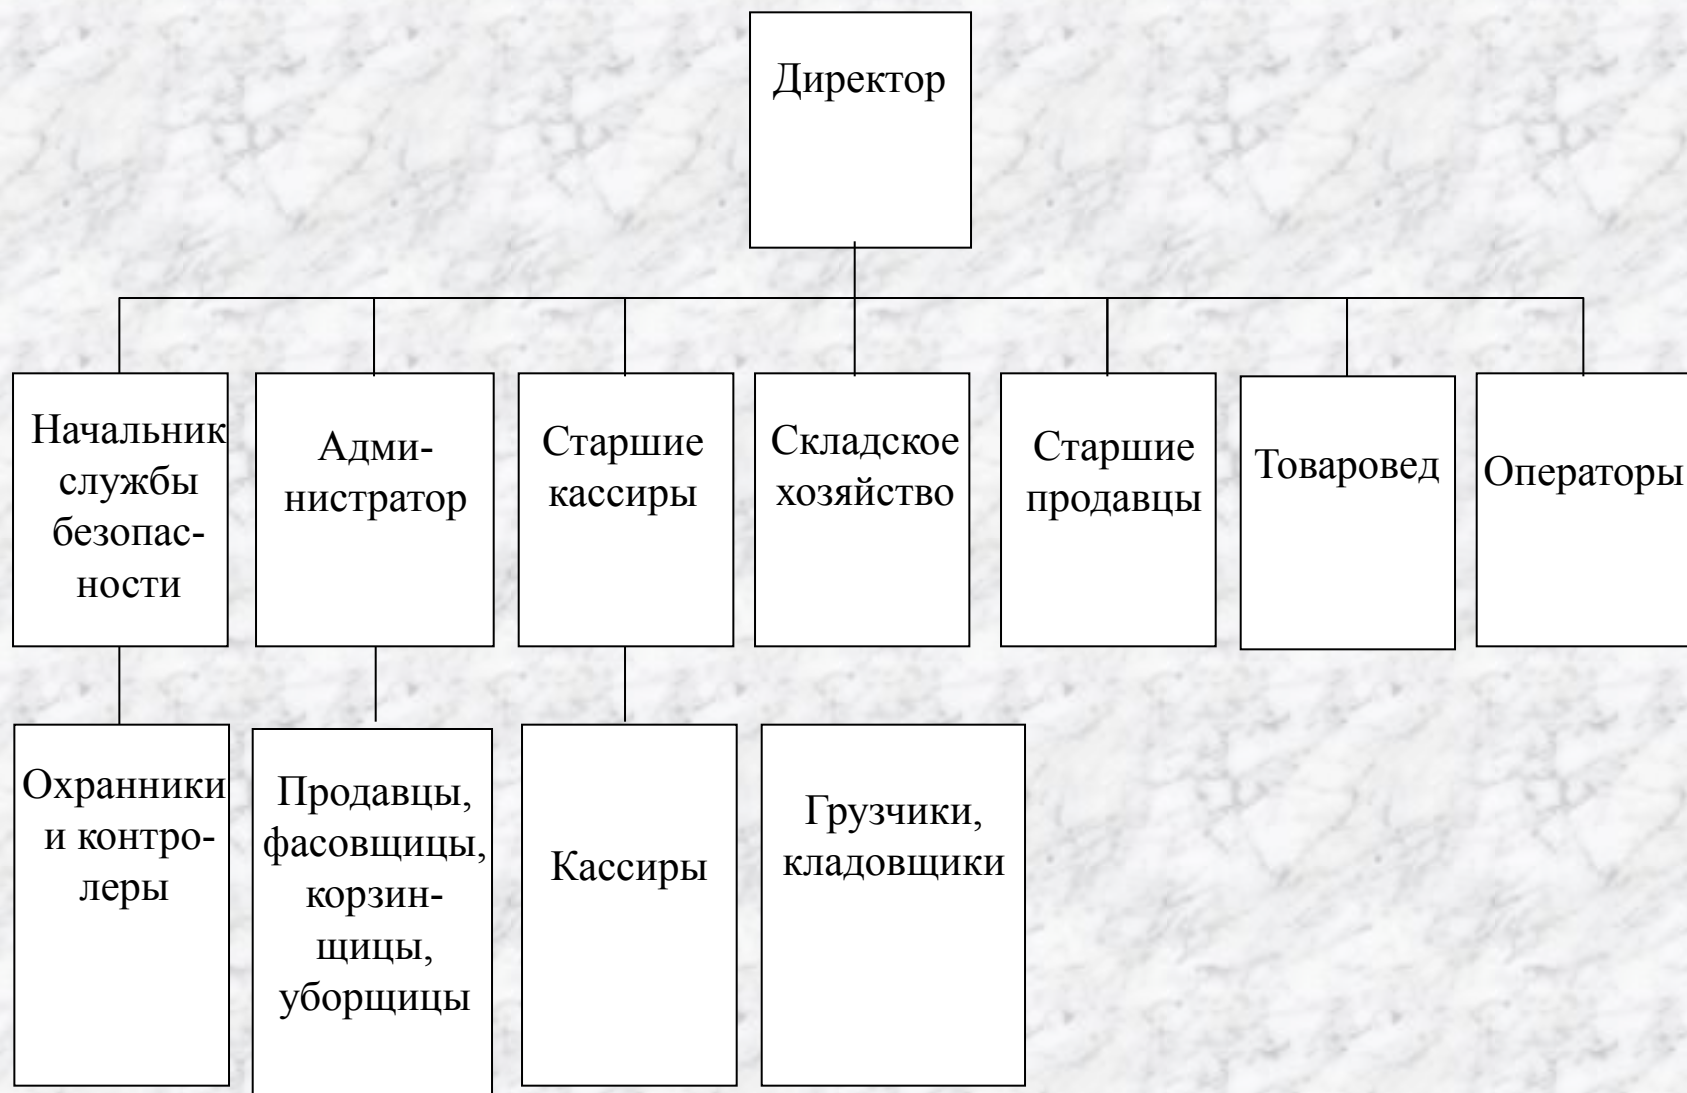 Директор
Начальник
службы
безопас-
ности
Адми-
нистратор
Старшие
кассиры
Складское
хозяйство
Старшие
продавцы
Товаровед
Операторы
Охранники
и контро-
леры
Продавцы,
фасовщицы,
корзин-
щицы,
уборщицы
Кассиры
Грузчики,
кладовщики